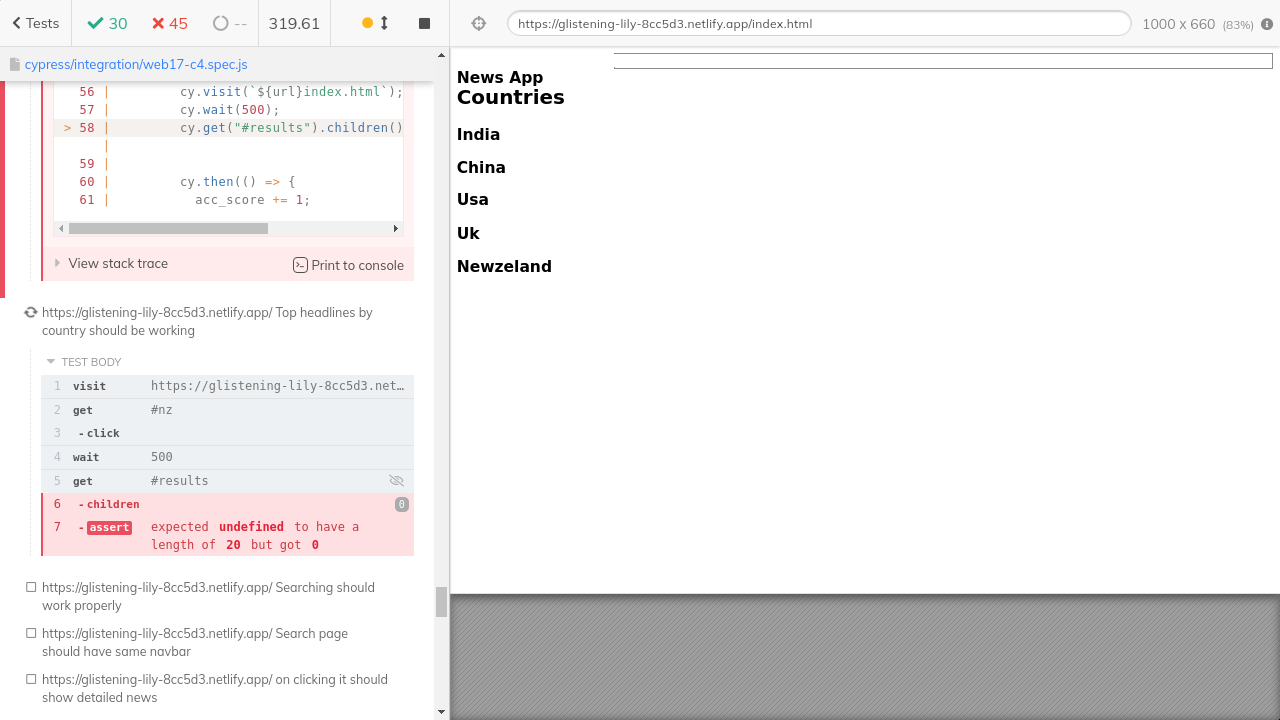 Tests
30
45
--
319.61
https://glistening-lily-8cc5d3.netlify.app/index.html
1000 x 660 (83%)
cypress/integration/web17-c4.spec.js
56 | cy.visit(`${url}index.html`);
57 | cy.wait(500);
> 58 | cy.get("#results").children()
|
59 |
60 | cy.then(() => {
61 | acc_score += 1;
View stack trace
Print to console
https://glistening-lily-8cc5d3.netlify.app/ Top headlines by
country should be working
TEST BODY
1 visit https://glistening-lily-8cc5d3.net…
2 get #nz
3 -click
4 wait 500
5 get #results
6 -children 0
7 -assert expected undefined to have a
length of 20 but got 0
https://glistening-lily-8cc5d3.netlify.app/ Searching should
work properly
https://glistening-lily-8cc5d3.netlify.app/ Search page
should have same navbar
https://glistening-lily-8cc5d3.netlify.app/ on clicking it should
show detailed news
News App
Countries
India
China
Usa
Uk
Newzeland